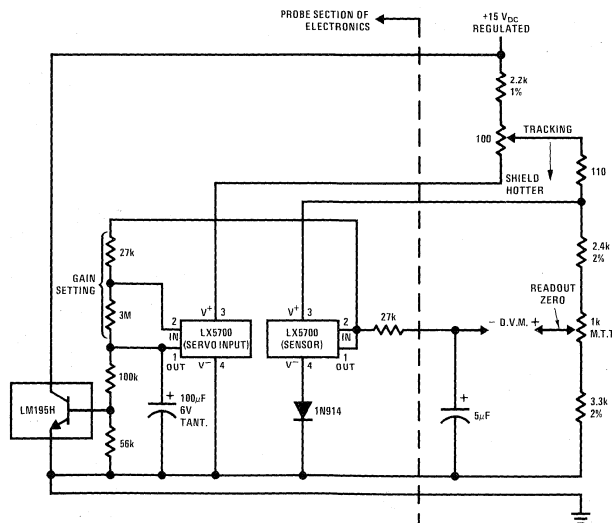 PROBE SECTION OF
ELECTRONICS
+15 VDC
REGULATED
2.2k
1%
100
TRACKING
SHIELD
HOTTER
110
27k
GAIN
SETTING
3M
2.4k
2%
READOUT
ZERO
V+ 3
2
IN
LX5700
(SERVO INPUT)
1
OUT
V− 4
V+ 3
LX5700
(SENSOR)
2
IN
1
OUT
V− 4
27k
− D.V.M. +
1k
M.T.T
100k
LM195H
56k
+
100μF
6V
TANT.
1N914
+
5μF
3.3k
2%